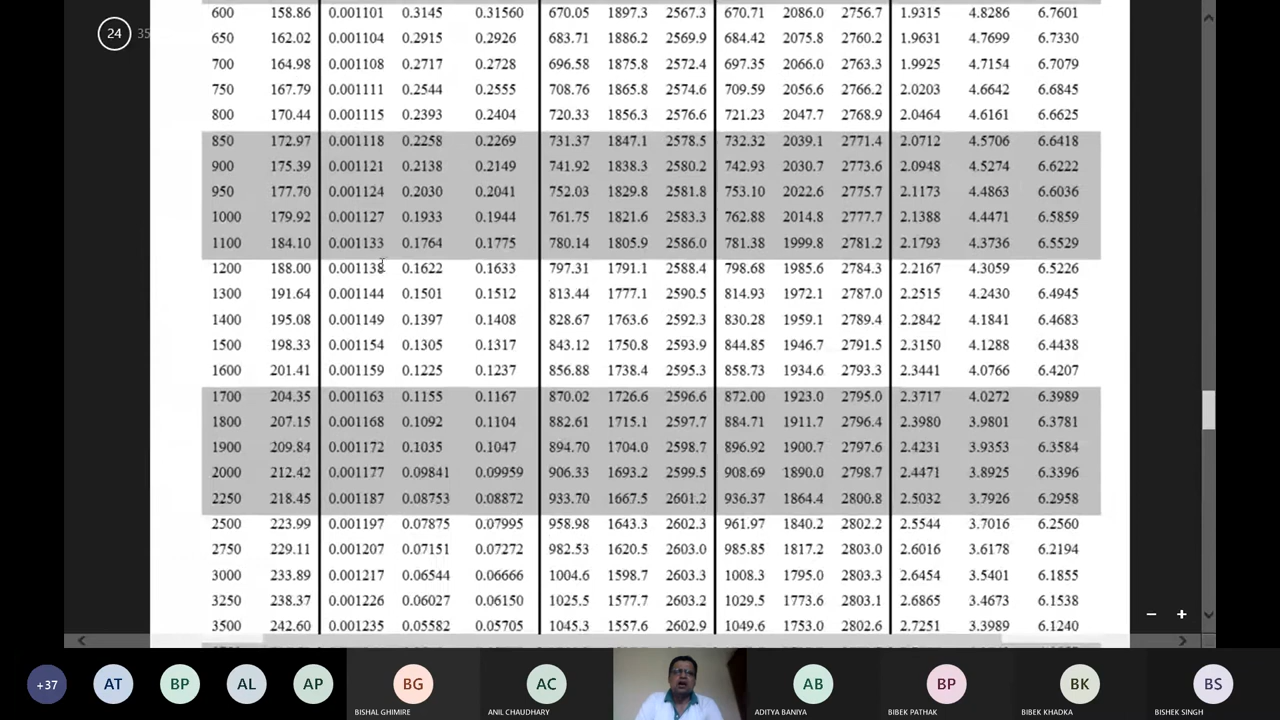 24 35
600 158.86 0.001101 0.3145 0.31560 670.05 1897.3 2567.3 670.71 2086.0 2756.7 1.9315 4.8286 6.7601
650 162.02 0.001104 0.2915 0.2926 683.71 1886.2 2569.9 684.42 2075.8 2760.2 1.9631 4.7699 6.7330
700 164.98 0.001108 0.2717 0.2728 696.58 1875.8 2572.4 697.35 2066.0 2763.3 1.9925 4.7154 6.7079
750 167.79 0.001111 0.2544 0.2555 708.76 1865.8 2574.6 709.59 2056.6 2766.2 2.0203 4.6642 6.6845
800 170.44 0.001115 0.2393 0.2404 720.33 1856.3 2576.6 721.23 2047.7 2768.9 2.0464 4.6161 6.6625
850 172.97 0.001118 0.2258 0.2269 731.37 1847.1 2578.5 732.32 2039.1 2771.4 2.0712 4.5706 6.6418
900 175.39 0.001121 0.2138 0.2149 741.92 1838.3 2580.2 742.93 2030.7 2773.6 2.0948 4.5274 6.6222
950 177.70 0.001124 0.2030 0.2041 752.03 1829.8 2581.8 753.10 2022.6 2775.7 2.1173 4.4863 6.6036
1000 179.92 0.001127 0.1933 0.1944 761.75 1821.6 2583.3 762.88 2014.8 2777.7 2.1388 4.4471 6.5859
1100 184.10 0.001133 0.1764 0.1775 780.14 1805.9 2586.0 781.38 1999.8 2781.2 2.1793 4.3736 6.5529
1200 188.00 0.001138 0.1622 0.1633 797.31 1791.1 2588.4 798.68 1985.6 2784.3 2.2167 4.3059 6.5226
1300 191.64 0.001144 0.1501 0.1512 813.44 1777.1 2590.5 814.93 1972.1 2787.0 2.2515 4.2430 6.4945
1400 195.08 0.001149 0.1397 0.1408 828.67 1763.6 2592.3 830.28 1959.1 2789.4 2.2842 4.1841 6.4683
1500 198.33 0.001154 0.1305 0.1317 843.12 1750.8 2593.9 844.85 1946.7 2791.5 2.3150 4.1288 6.4438
1600 201.41 0.001159 0.1225 0.1237 856.88 1738.4 2595.3 858.73 1934.6 2793.3 2.3441 4.0766 6.4207
1700 204.35 0.001163 0.1155 0.1167 870.02 1726.6 2596.6 872.00 1923.0 2795.0 2.3717 4.0272 6.3989
1800 207.15 0.001168 0.1092 0.1104 882.61 1715.1 2597.7 884.71 1911.7 2796.4 2.3980 3.9801 6.3781
1900 209.84 0.001172 0.1035 0.1047 894.70 1704.0 2598.7 896.92 1900.7 2797.6 2.4231 3.9353 6.3584
2000 212.42 0.001177 0.09841 0.09959 906.33 1693.2 2599.5 908.69 1890.0 2798.7 2.4471 3.8925 6.3396
2250 218.45 0.001187 0.08753 0.08872 933.70 1667.5 2601.2 936.37 1864.4 2800.8 2.5032 3.7926 6.2958
2500 223.99 0.001197 0.07875 0.07995 958.98 1643.3 2602.3 961.97 1840.2 2802.2 2.5544 3.7016 6.2560
2750 229.11 0.001207 0.07151 0.07272 982.53 1620.5 2603.0 985.85 1817.2 2803.0 2.6016 3.6178 6.2194
3000 233.89 0.001217 0.06544 0.06666 1004.6 1598.7 2603.3 1008.3 1795.0 2803.3 2.6454 3.5401 6.1855
3250 238.37 0.001226 0.06027 0.06150 1025.5 1577.7 2603.2 1029.5 1773.6 2803.1 2.6865 3.4673 6.1538
3500 242.60 0.001235 0.05582 0.05705 1045.3 1557.6 2602.9 1049.6 1753.0 2802.6 2.7251 3.3989 6.1240
+37 AT BP AL AP BG AC AB BP BK BS
BISHAL GHIMIRE ANIL CHAUDHARY ADITYA BANIYA BIBEK PATHAK BIBEK KHADKA BISHEK SINGH